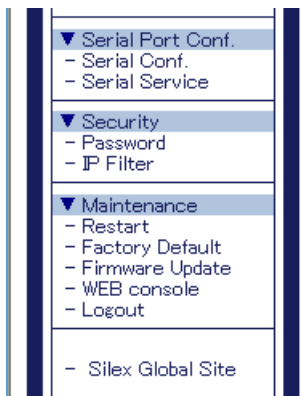 ▼ Serial Port Conf.
− Serial Conf.
− Serial Service
▼ Security
− Password
− IP Filter
▼ Maintenance
− Restart
− Factory Default
− Firmware Update
− WEB console
− Logout
− Silex Global Site